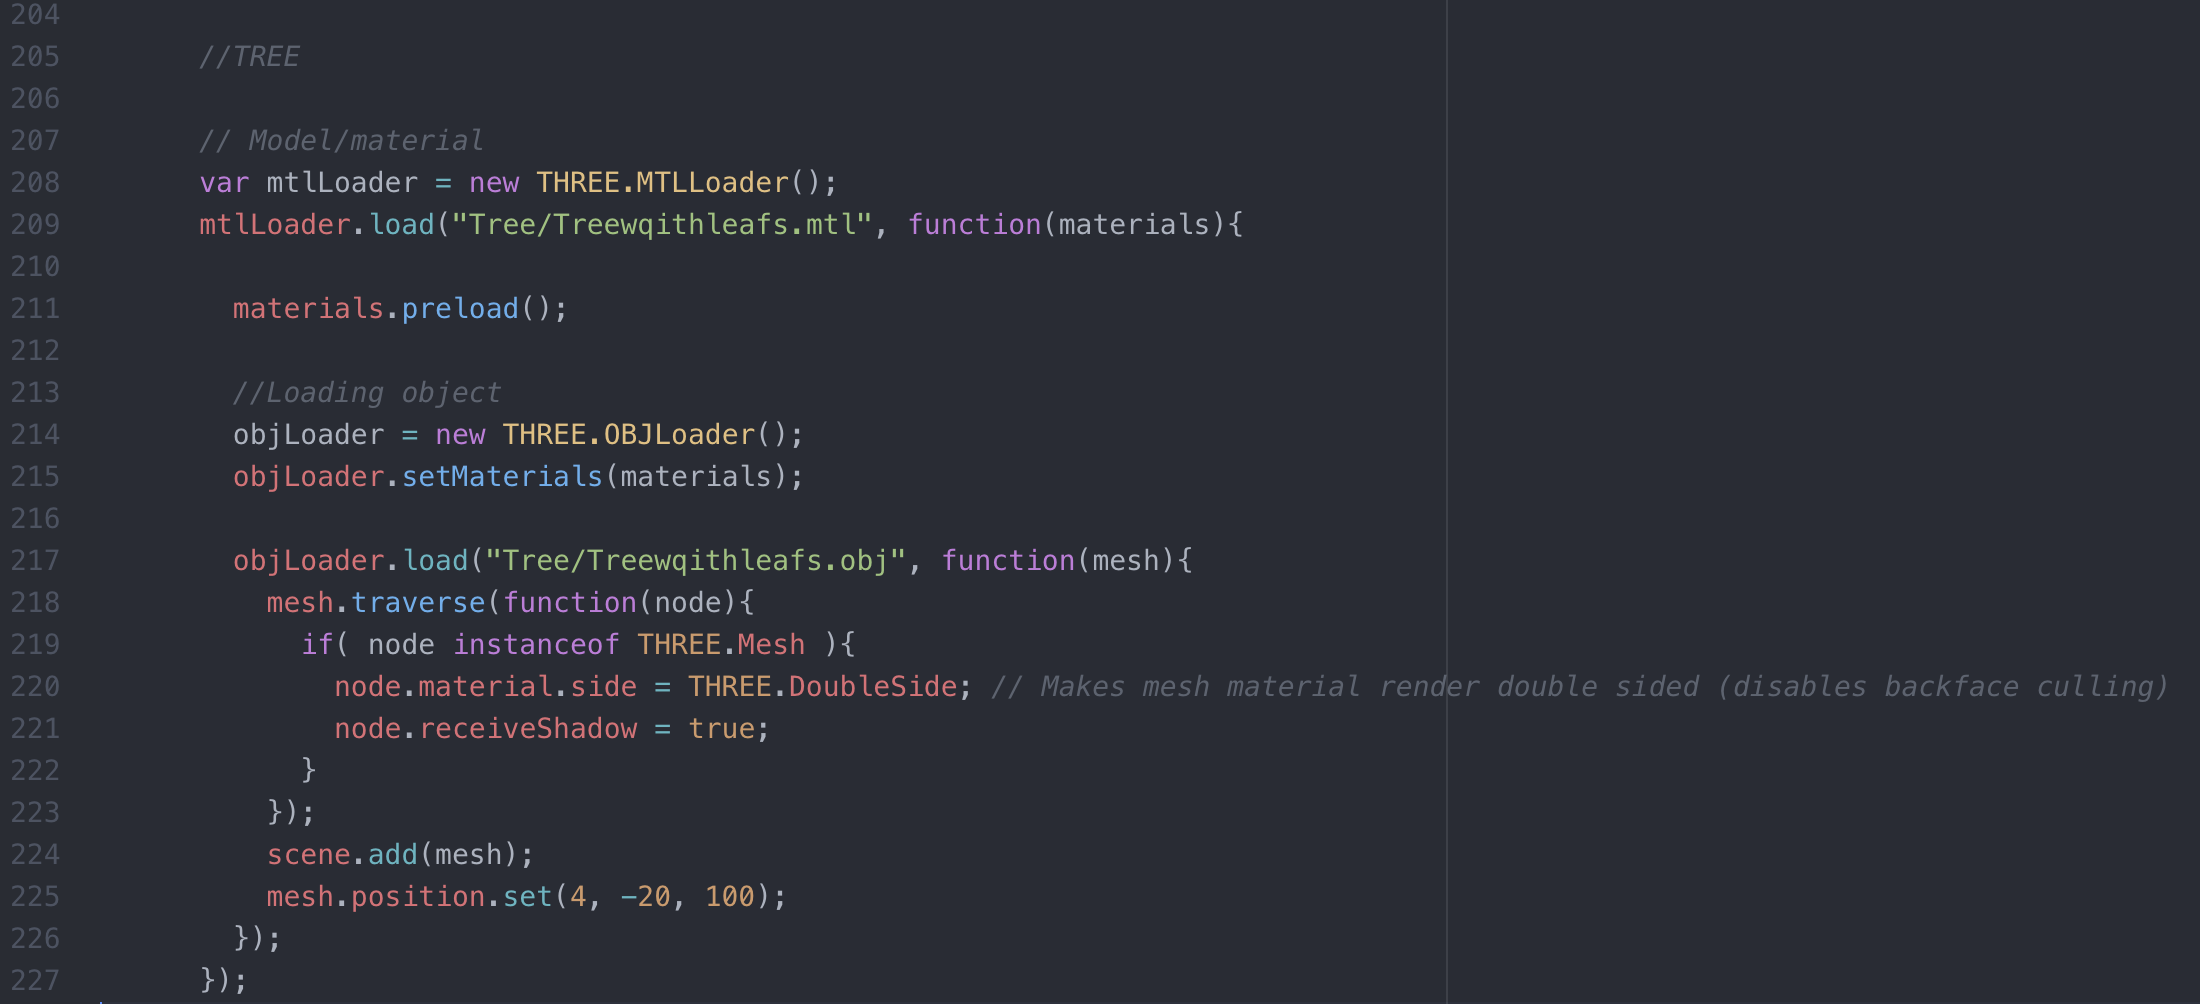 204
205 //TREE
206
207 // Model/material
208 var mtlLoader = new THREE.MTLLoader();
209 mtlLoader.load("Tree/Treewqithleafs.mtl", function(materials){
210
211 materials.preload();
212
213 //Loading object
214 objLoader = new THREE.OBJLoader();
215 objLoader.setMaterials(materials);
216
217 objLoader.load("Tree/Treewqithleafs.obj", function(mesh){
218 mesh.traverse(function(node){
219 if( node instanceof THREE.Mesh ){
220 node.material.side = THREE.DoubleSide; // Makes mesh material render double sided (disables backface culling)
221 node.receiveShadow = true;
222 }
223 });
224 scene.add(mesh);
225 mesh.position.set(4, -20, 100);
226 });
227 });